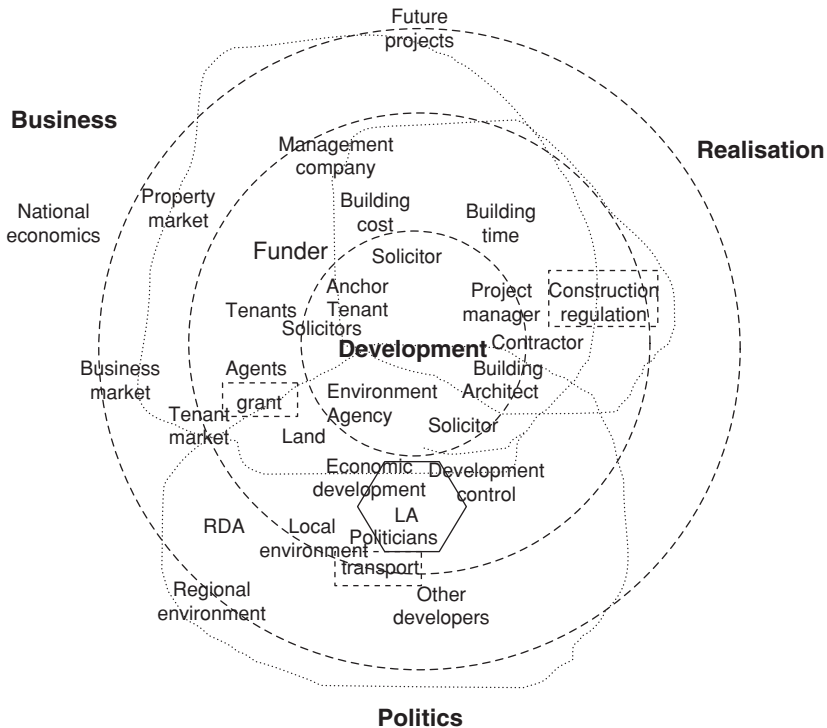 Future
projects
Business
Realisation
Management
company
Property
market
National
economics
Building
cost
Building
time
Funder
Solicitor
Anchor
Tenant
Project
manager
Construction
regulation
Tenants
Solicitors
Development
Contractor
Business
market
Agents
Building
Architect
grant
Environment
Agency
Tenant
market
Land
Solicitor
Economic
development
Development
control
LA
Politicians
RDA
Local
environment
transport
Regional
environment
Other
developers
Politics